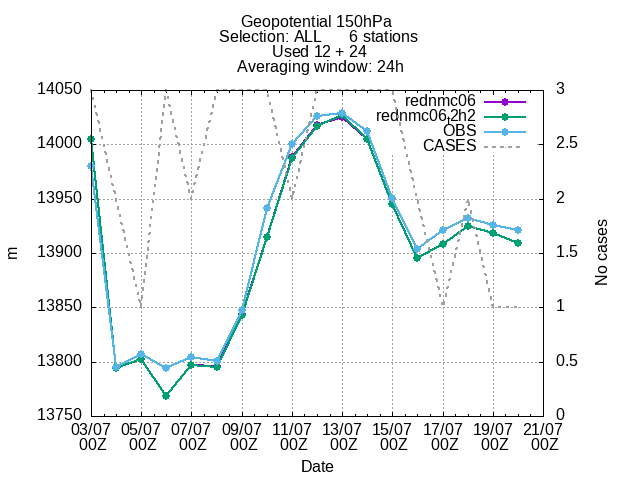 Geopotential 150hPa
Selection: ALL 6 stations
Used 12 + 24
Averaging window: 24h
rednmc06
rednmc06.2h2
OBS
CASES
14050
14000
13950
13900
13850
13800
13750
3
2.5
2
1.5
1
0.5
0
m
No cases
03/07 05/07 07/07 09/07 11/07 13/07 15/07 17/07 19/07 21/07
00Z 00Z 00Z 00Z 00Z 00Z 00Z 00Z 00Z 00Z
Date